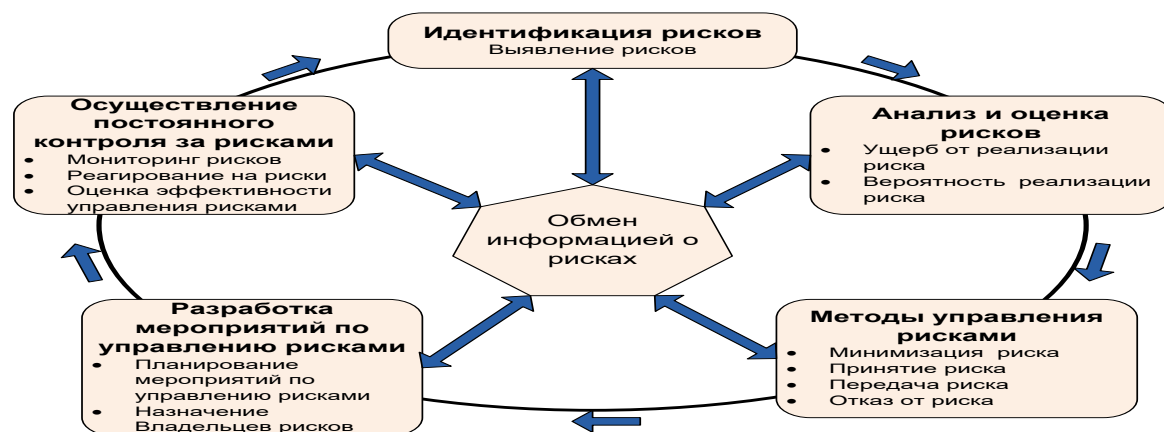 Идентификация рисков
Выявление рисков
Осуществление
постоянного
контроля за рисками
• Мониторинг рисков
• Реагирование на риски
• Оценка эффективности
управления рисками
Анализ и оценка
рисков
• Ущерб от реализации
риска
• Вероятность реализации
риска
Обмен
информацией о
рисках
Разработка
мероприятий по
управлению рисками
• Планирование
мероприятий по
управлению рисками
• Назначение
Владельцев рисков
Методы управления
рисками
• Минимизация риска
• Принятие риска
• Передача риска
• Отказ от риска